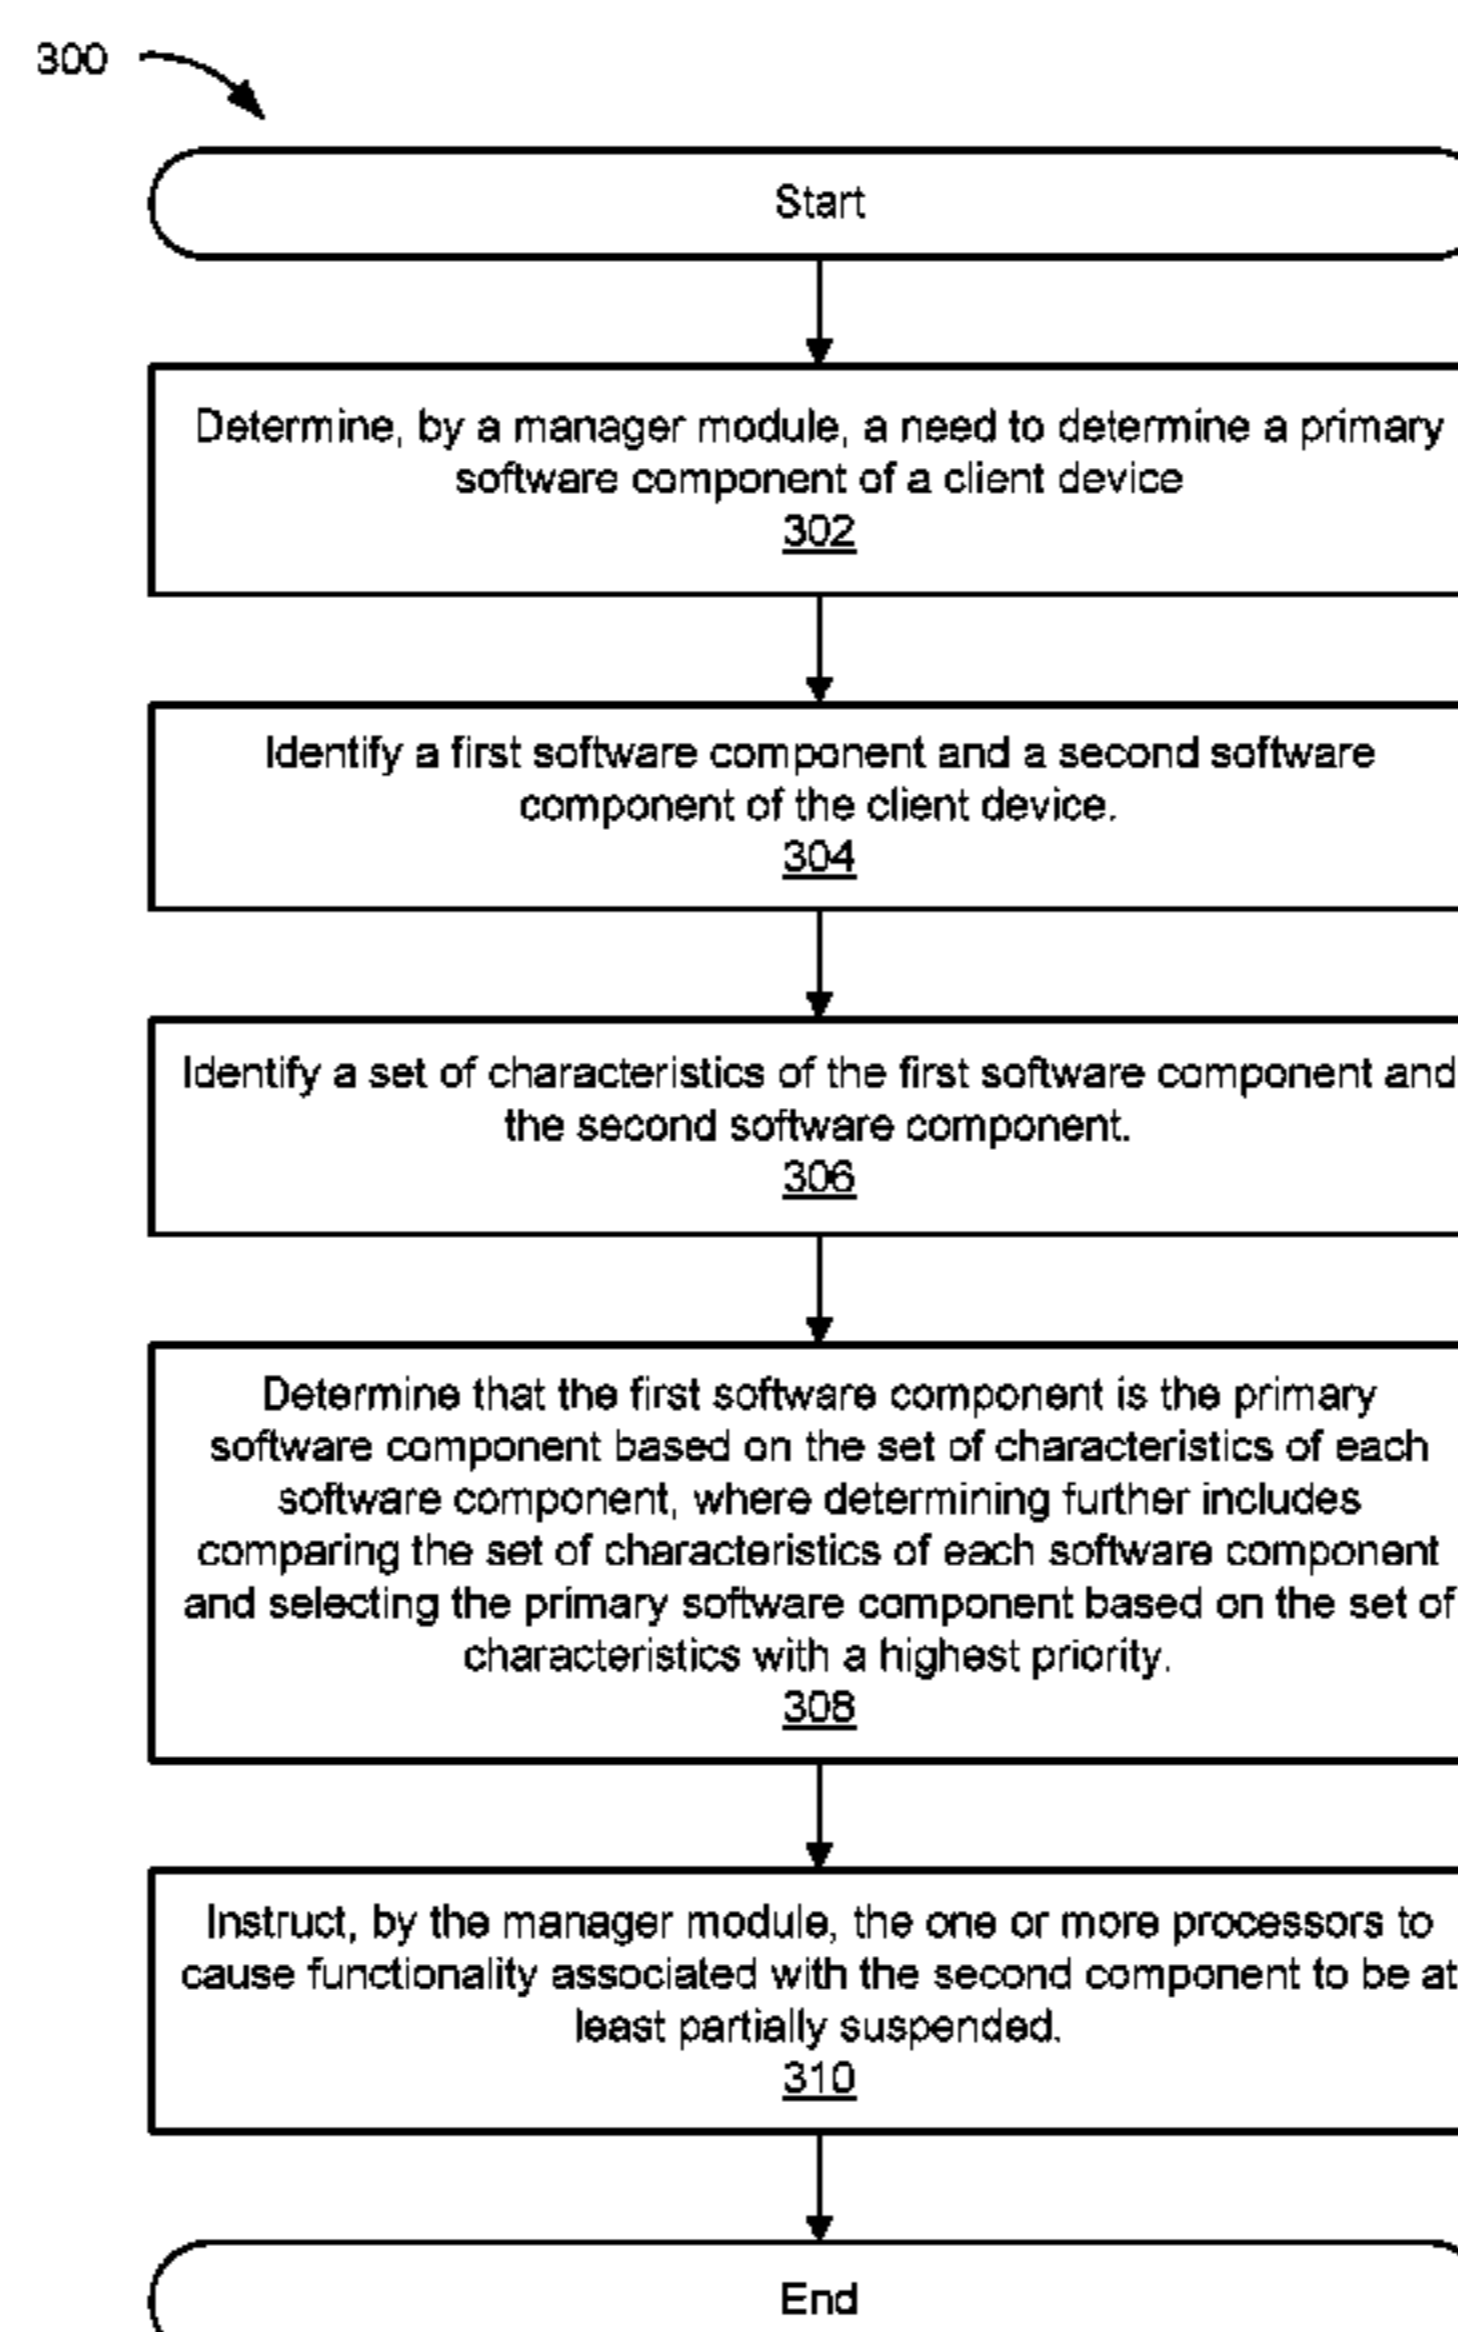 300
Start
Determine, by a manager module, a need to determine a primary
software component of a client device
302
Identify a first software component and a second software
component of the client device.
304
Identify a set of characteristics of the first software component and
the second software component.
306
Determine that the first software component is the primary
software component based on the set of characteristics of each
software component, where determining further includes
comparing the set of characteristics of each software component
and selecting the primary software component based on the set of
characteristics with a highest priority.
308
Instruct, by the manager module, the one or more processors to
cause functionality associated with the second component to be at
least partially suspended.
310
End